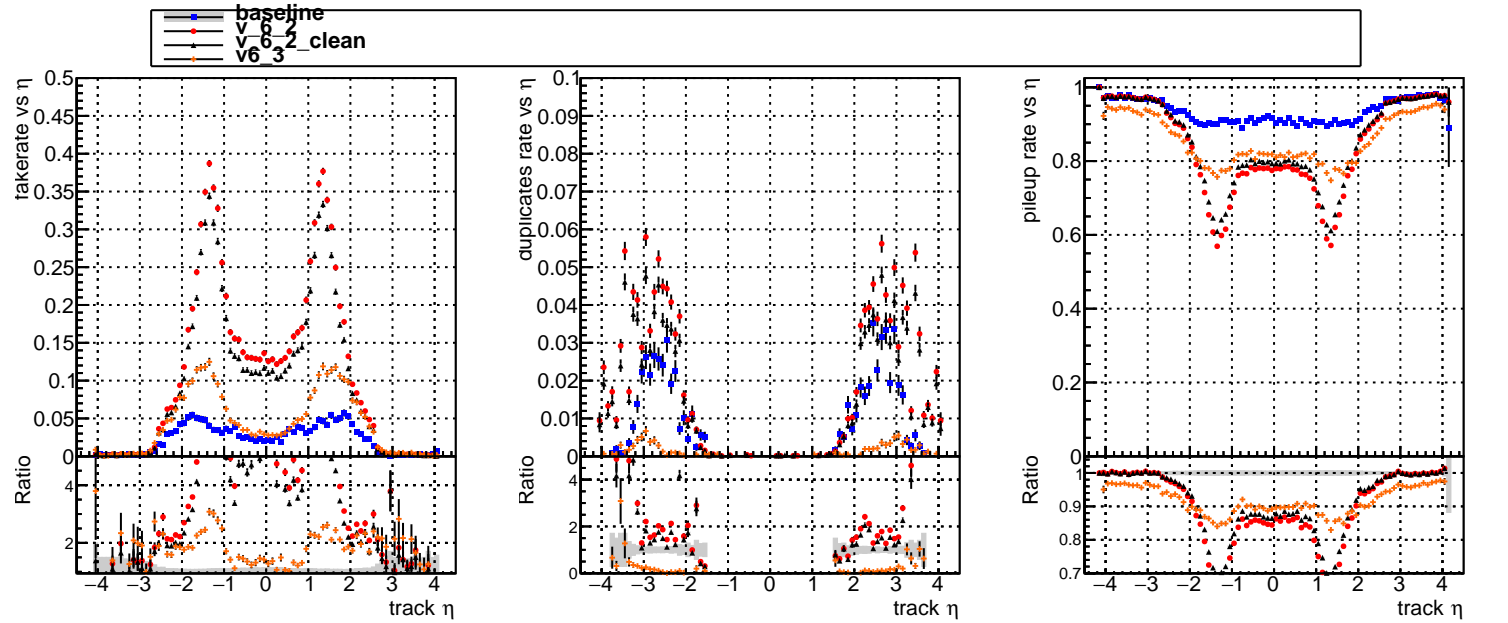 baseline
v_6_2
v_6_2_clean
v6_3
fakerate vs η
0.5
0.45
0.4
0.35
0.3
0.25
0.2
0.15
0.1
0.05
0
Ratio
4
2
−4 −3 −2 −1 0 1 2 3 4
track η
duplicates rate vs η
0.1
0.09
0.08
0.07
0.06
0.05
0.04
0.03
0.02
0.01
0
Ratio
4
2
0
−4 −3 −2 −1 0 1 2 3 4
track η
pileup rate vs η
1
0.8
0.6
0.4
0.2
0
Ratio
1
0.9
0.8
0.7
−4 −3 −2 −1 0 1 2 3 4
track η